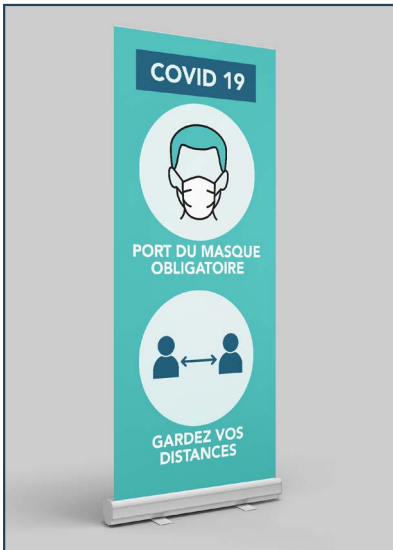 COVID 19
PORT DU MASQUE
OBLIGATOIRE
GARDEZ VOS
DISTANCES